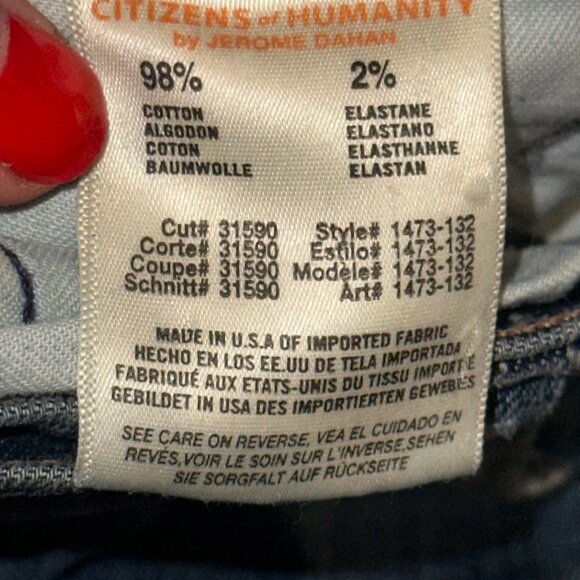 CITIZENS of HUMANITY
by JEROME DAHAN
98% 2%
COTTON ELASTANE
ALGODON ELASTANO
COTON ELASTHANNE
BAUMWOLLE ELASTAN
Cut# 31590 Style# 1473-132
Corte# 31590 Estilo# 1473-132
Coupe# 31590 Modèle# 1473-132
Schnitt# 31590 Art# 1473-132
MADE IN U.S.A OF IMPORTED FABRIC
HECHO EN LOS EE.UU DE TELA IMPORTADA
FABRIQUÉ AUX ETATS-UNIS DU TISSU IMPORTÉ
GEBILDET IN USA DES IMPORTIERTEN GEWEBES
SEE CARE ON REVERSE, VEA EL CUIDADO EN
REVÉS,VOIR LE SOIN SUR L'INVERSE,SEHEN
SIE SORGFALT AUF RÜCKSEITE